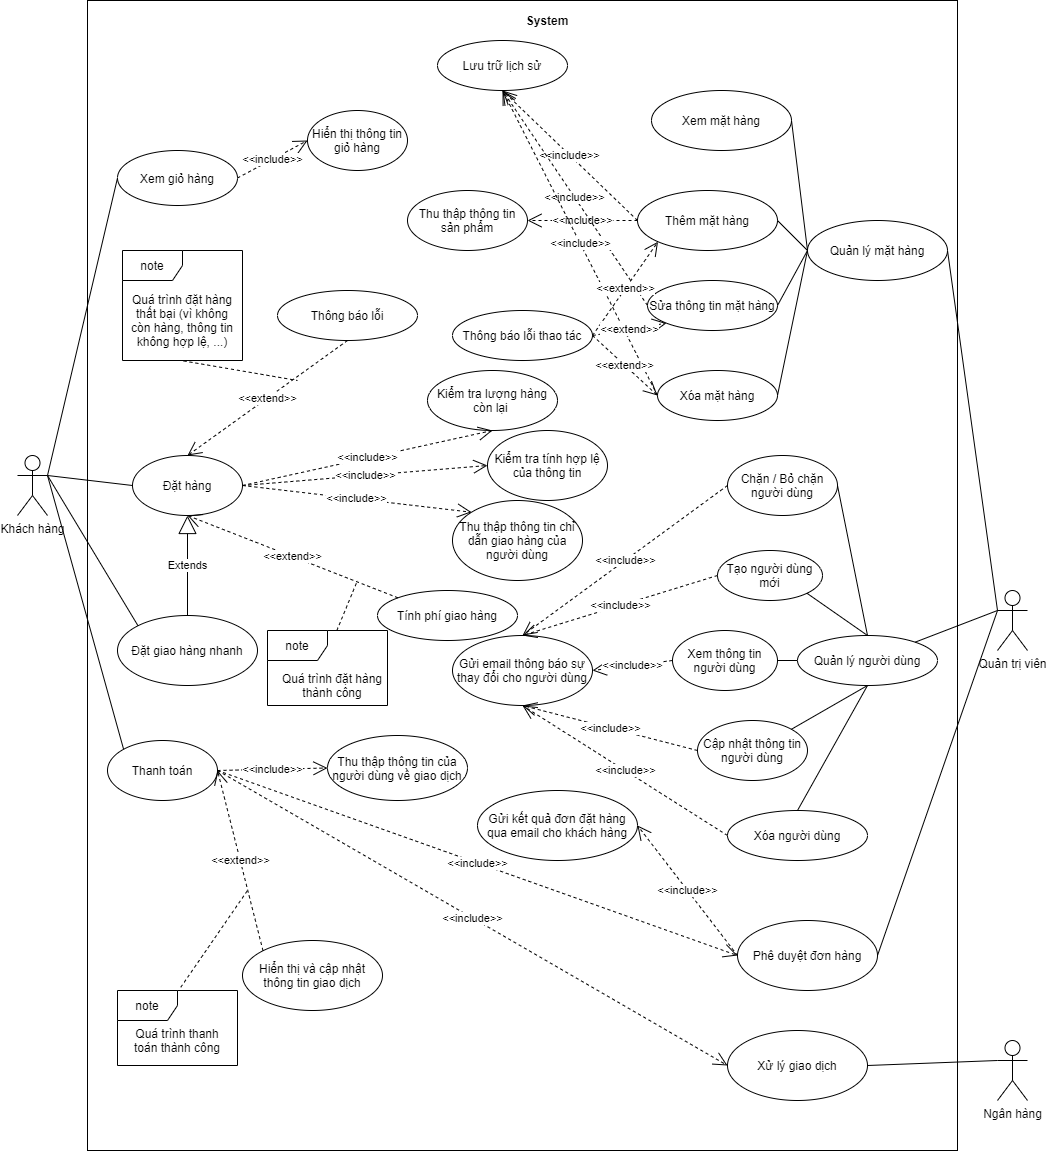 System
Lưu trữ lịch sử
Xem mặt hàng
Hiển thị thông tin
giỏ hàng
<<include>>
<<include>>
Xem giỏ hàng
<<include>>
Thu thập thông tin
sản phẩm
<<include>>
Thêm mặt hàng
<<include>>
Quản lý mặt hàng
note
Quá trình đặt hàng
thất bại (vì không
còn hàng, thông tin
không hợp lệ, ...)
Thông báo lỗi
<<extend>>
Sửa thông tin mặt hàng
<<extend>>
Thông báo lỗi thao tác
<<extend>>
Xóa mặt hàng
<<extend>>
Kiểm tra lượng hàng
còn lại
<<include>>
Kiểm tra tính hợp lệ
của thông tin
<<include>>
Đặt hàng
<<include>>
Thu thập thông tin chỉ
dẫn giao hàng của
người dùng
Chặn / Bỏ chặn
người dùng
Khách hàng
<<extend>>
<<include>>
Extends
Tạo người dùng
mới
Tính phí giao hàng
<<include>>
Đặt giao hàng nhanh
note
Quá trình đặt hàng
thành công
Gửi email thông báo sự
thay đổi cho người dùng
<<include>>
Xem thông tin
người dùng
Quản lý người dùng
Quản trị viên
<<include>>
Cập nhật thông tin
người dùng
Thanh toán
<<include>>
Thu thập thông tin của
người dùng về giao dịch
<<include>>
Gửi kết quả đơn đặt hàng
qua email cho khách hàng
Xóa người dùng
<<extend>>
<<include>>
<<include>>
<<include>>
Phê duyệt đơn hàng
Hiển thị và cập nhật
thông tin giao dịch
note
Quá trình thanh
toán thành công
Xử lý giao dịch
Ngân hàng